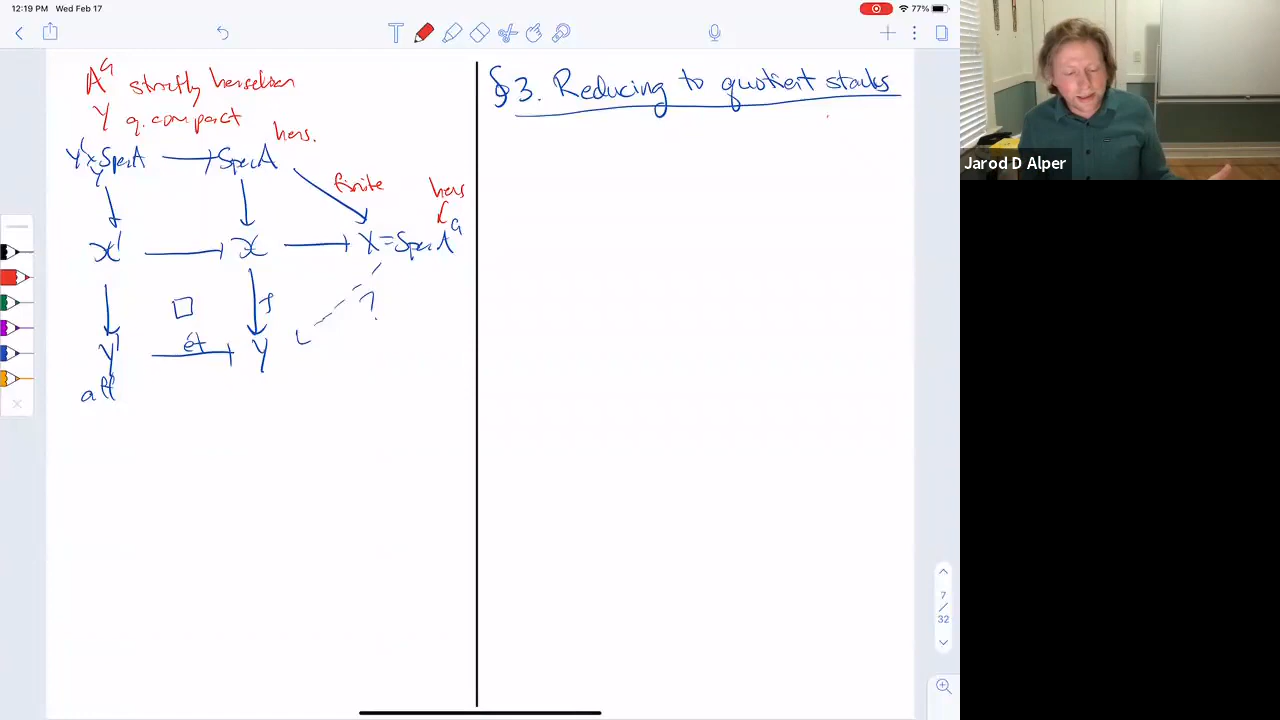 12:19 PM Wed Feb 17
77%
A^G strictly henselian
Y q. compact
Y' ×_Y Spec A → Spec A hens.
finite
hens
𝒳' → 𝒳 → X = Spec A^G
□
f
?
Y' ét → Y
aff
§3. Reducing to quotient stacks
Jarod D Alper
7
/
32